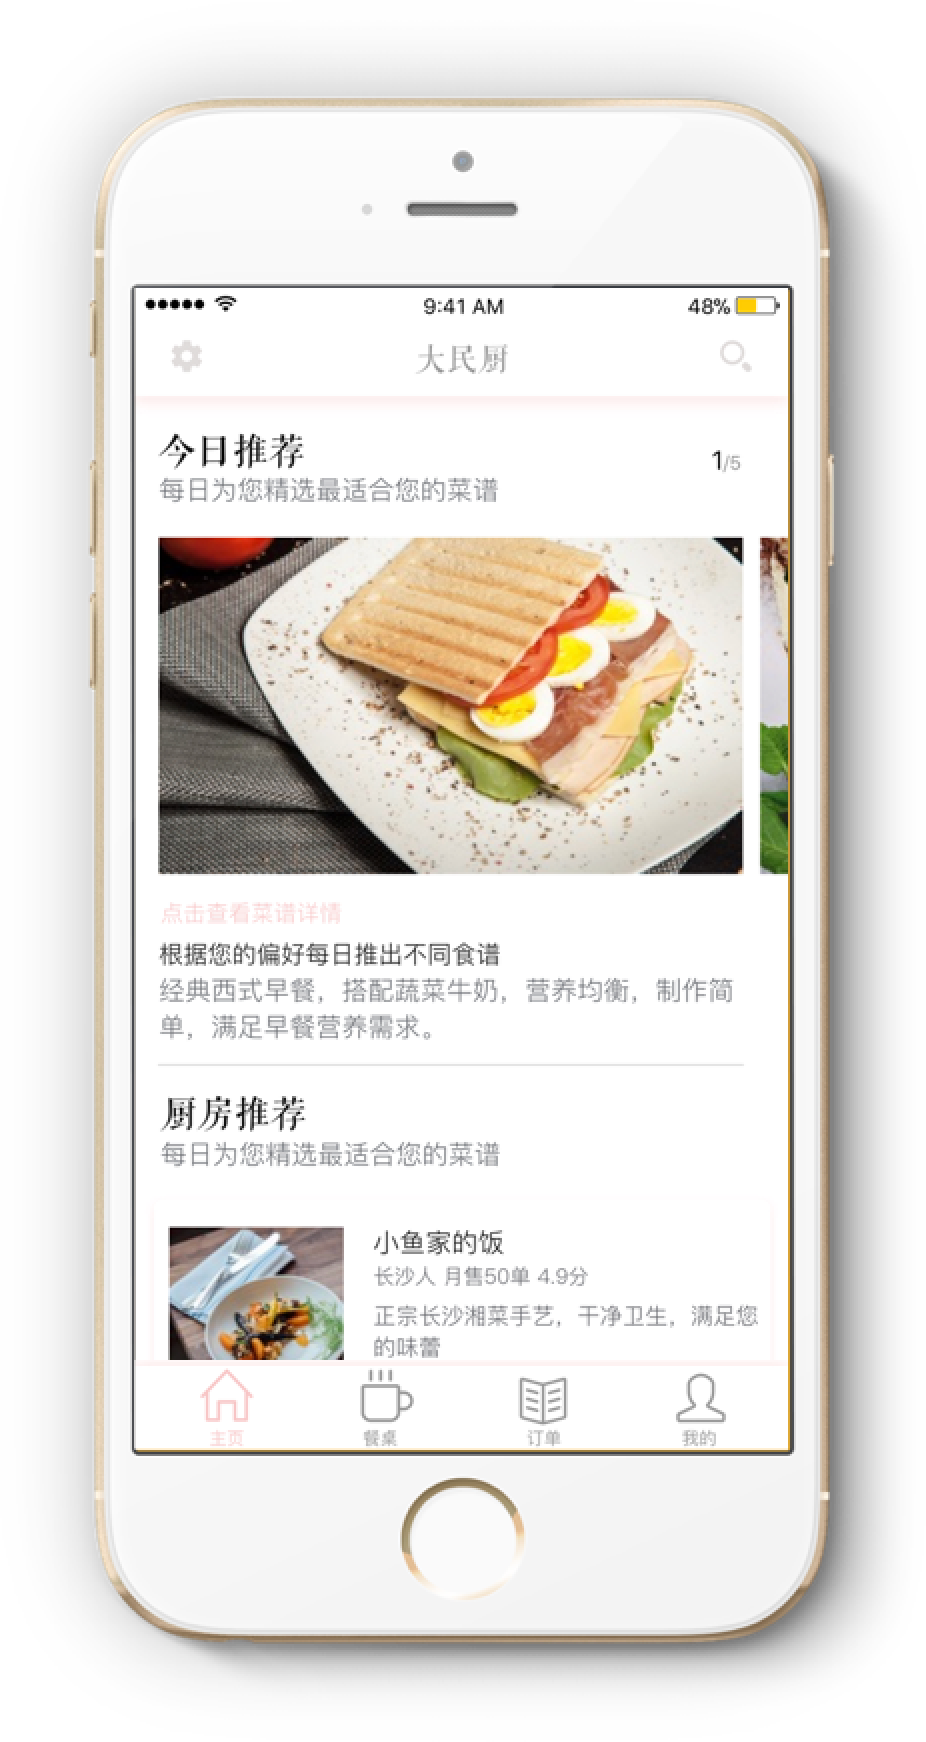 9:41 AM
48%
大民厨
今日推荐
1/5
每日为您精选最适合您的菜谱
点击查看菜谱详情
根据您的偏好每日推出不同食谱
经典西式早餐，搭配蔬菜牛奶，营养均衡，制作简
单，满足早餐营养需求。
厨房推荐
每日为您精选最适合您的菜谱
小鱼家的饭
长沙人 月售50单 4.9分
正宗长沙湘菜手艺，干净卫生，满足您
的味蕾
主页
餐桌
订单
我的